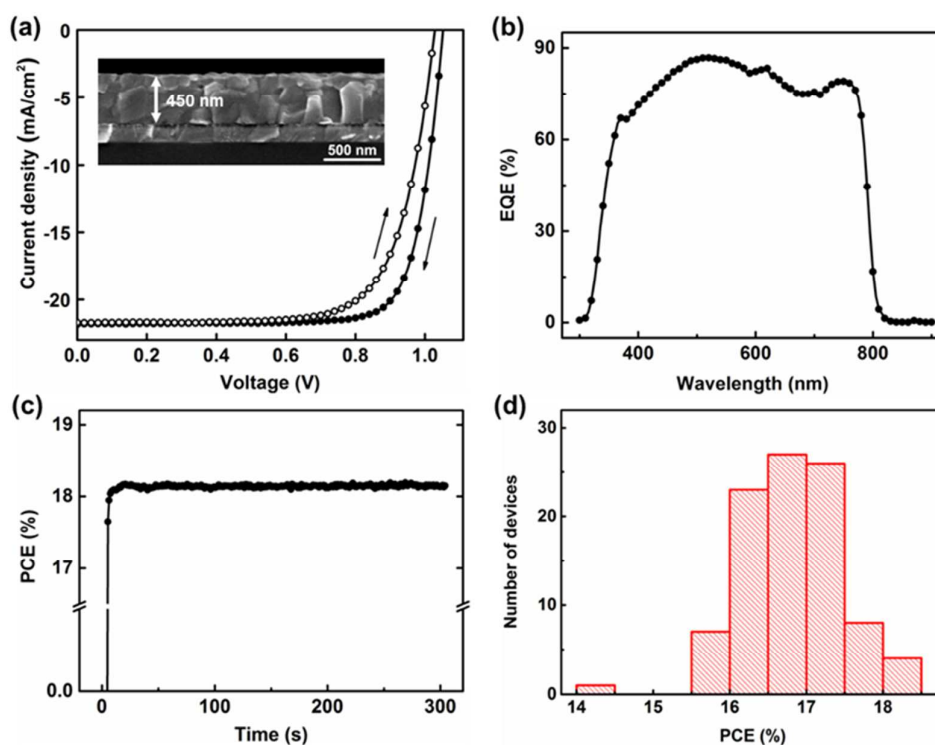 (a)
0
-5
-10
-15
-20
Current density (mA/cm²)
450 nm
500 nm
0.0 0.2 0.4 0.6 0.8 1.0
Voltage (V)
(b)
90
60
30
0
EQE (%)
400 600 800
Wavelength (nm)
(c)
19
18
17
0.0
PCE (%)
0 100 200 300
Time (s)
(d)
30
20
10
0
Number of devices
14 15 16 17 18
PCE (%)